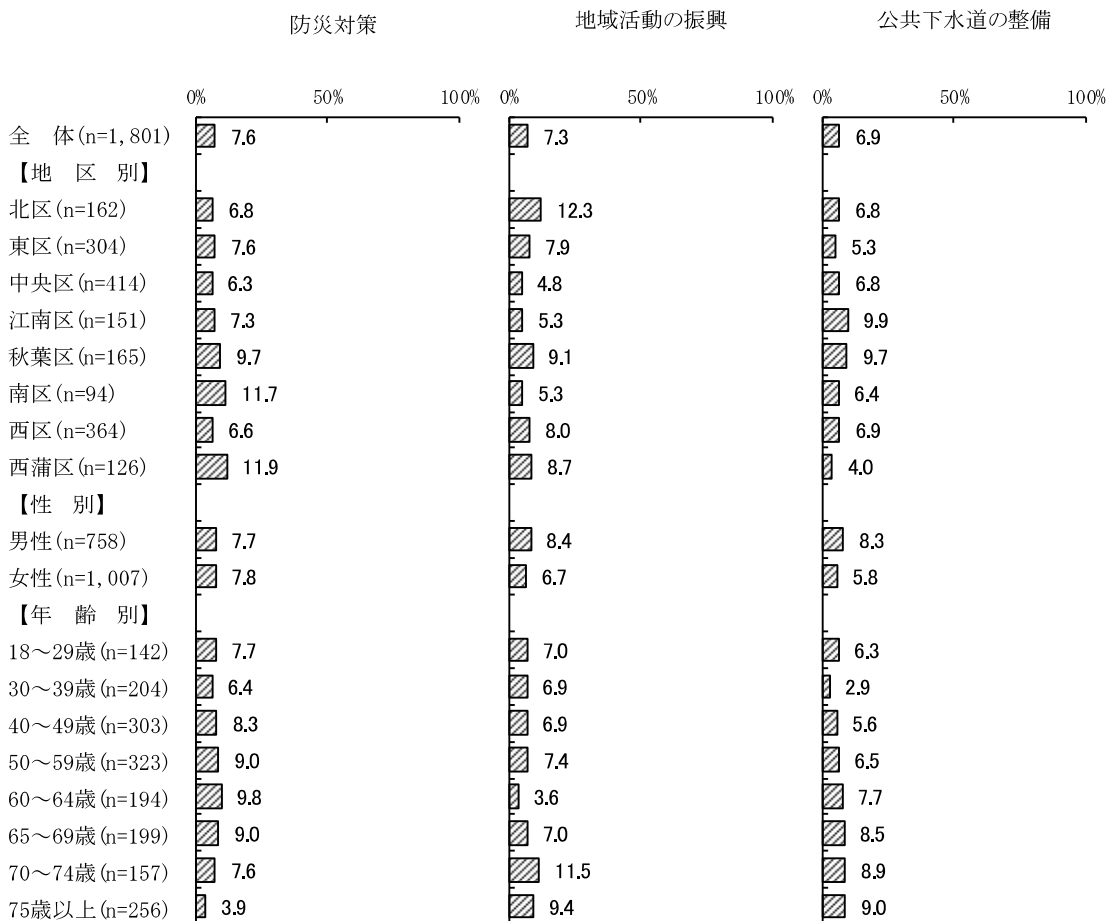 防災対策 地域活動の振興 公共下水道の整備
0% 50% 100% 0% 50% 100% 0% 50% 100%
全　体(n=1,801) 7.6 7.3 6.9
【地　区　別】
北区(n=162) 6.8 12.3 6.8
東区(n=304) 7.6 7.9 5.3
中央区(n=414) 6.3 4.8 6.8
江南区(n=151) 7.3 5.3 9.9
秋葉区(n=165) 9.7 9.1 9.7
南区(n=94) 11.7 5.3 6.4
西区(n=364) 6.6 8.0 6.9
西蒲区(n=126) 11.9 8.7 4.0
【性　別】
男性(n=758) 7.7 8.4 8.3
女性(n=1,007) 7.8 6.7 5.8
【年　齢　別】
18～29歳(n=142) 7.7 7.0 6.3
30～39歳(n=204) 6.4 6.9 2.9
40～49歳(n=303) 8.3 6.9 5.6
50～59歳(n=323) 9.0 7.4 6.5
60～64歳(n=194) 9.8 3.6 7.7
65～69歳(n=199) 9.0 7.0 8.5
70～74歳(n=157) 7.6 11.5 8.9
75歳以上(n=256) 3.9 9.4 9.0